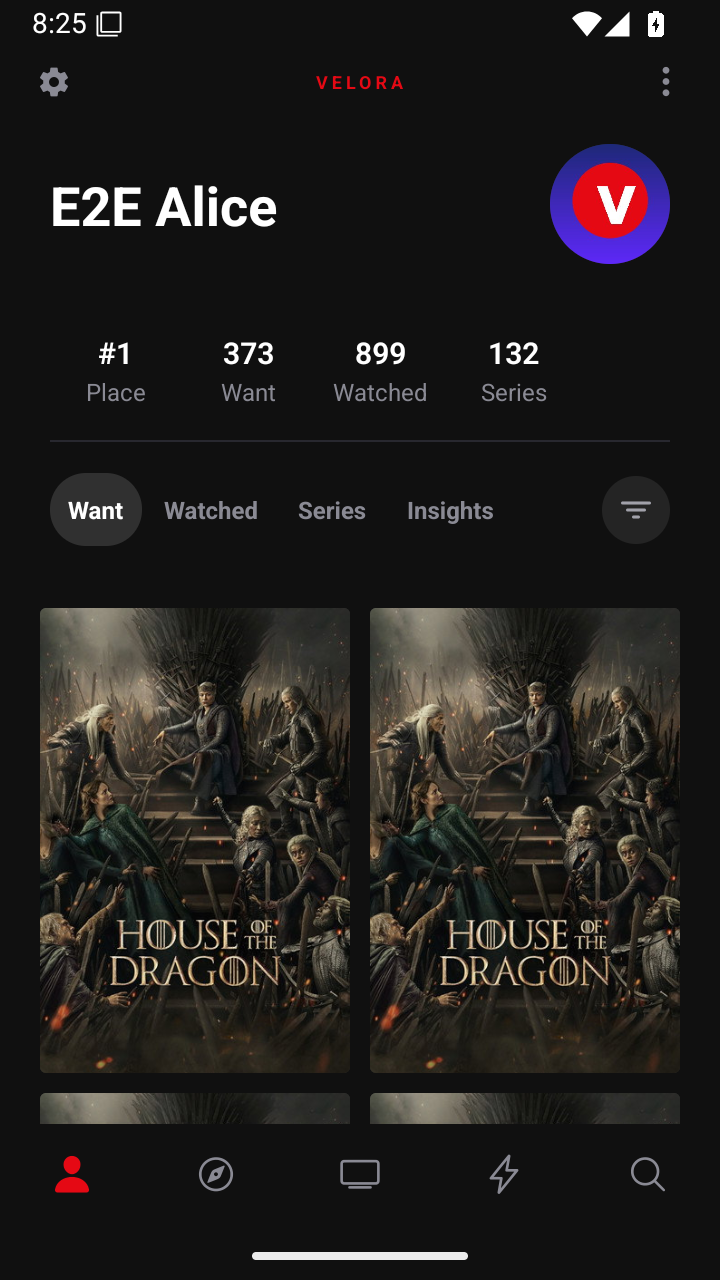 8:25
VELORA
E2E Alice
V
#1 373 899 132
Place Want Watched Series
Want Watched Series Insights
HOUSE OF THE DRAGON
HOUSE OF THE DRAGON